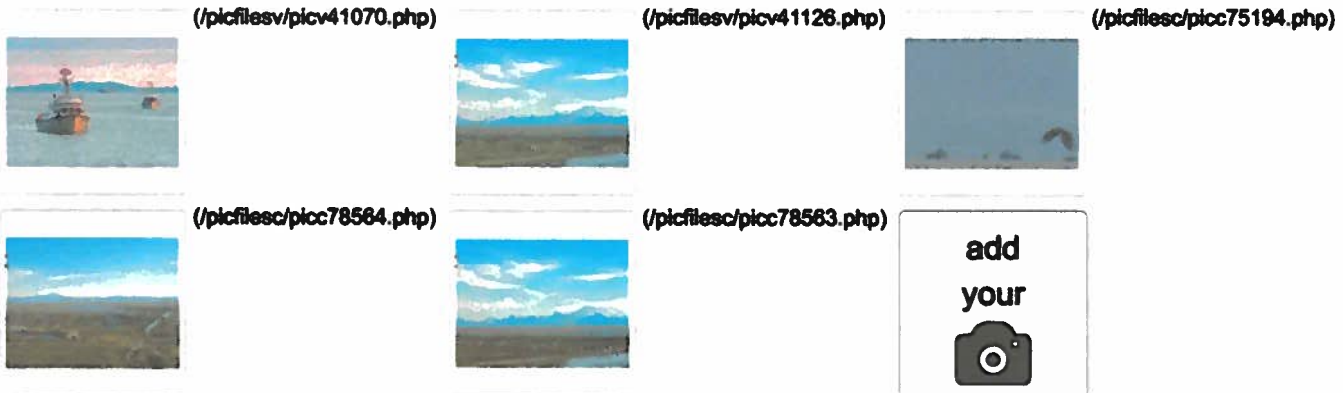 (/picfilesv/picv41070.php)
(/picfilesv/picv41126.php)
(/picfilesc/picc75194.php)
(/picfilesc/picc78564.php)
(/picfilesc/picc78563.php)
add
your